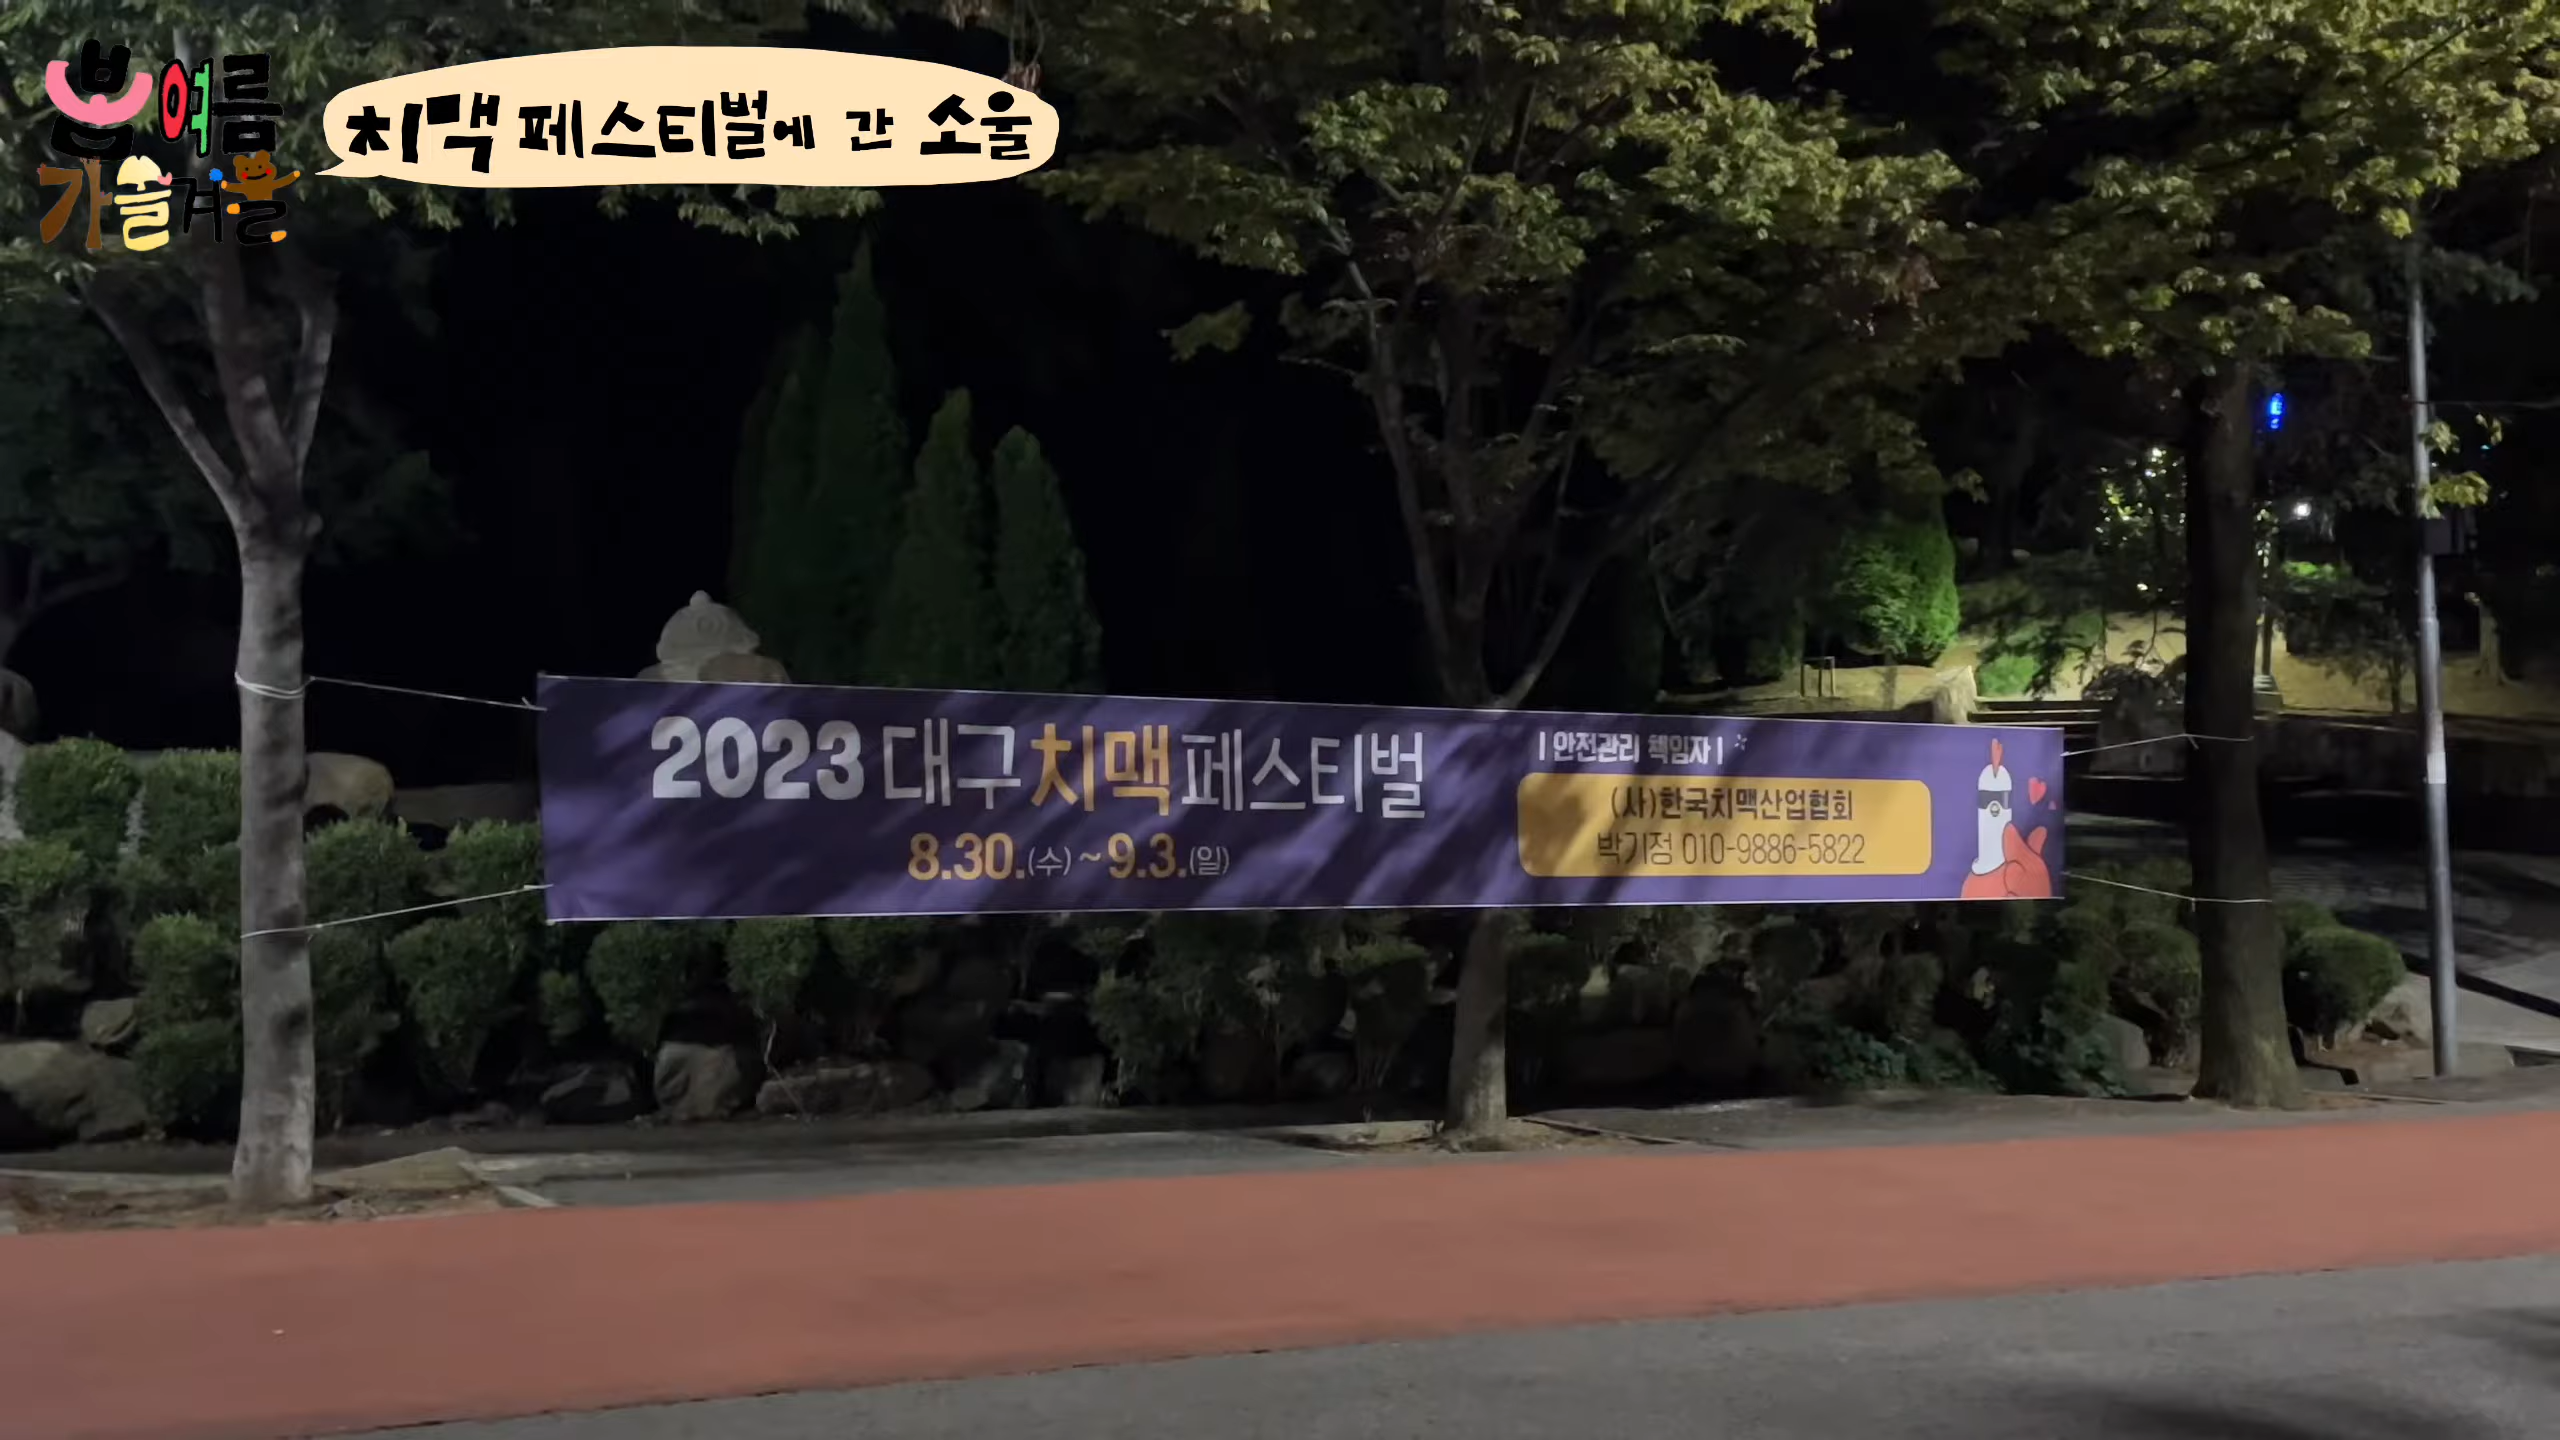 봄여름
가을겨울
치맥 페스티벌에 간 소울
2023 대구치맥페스티벌
8.30.(수)~9.3.(일)
| 안전관리 책임자 |
(사)한국치맥산업협회
박기정 010-9886-5822